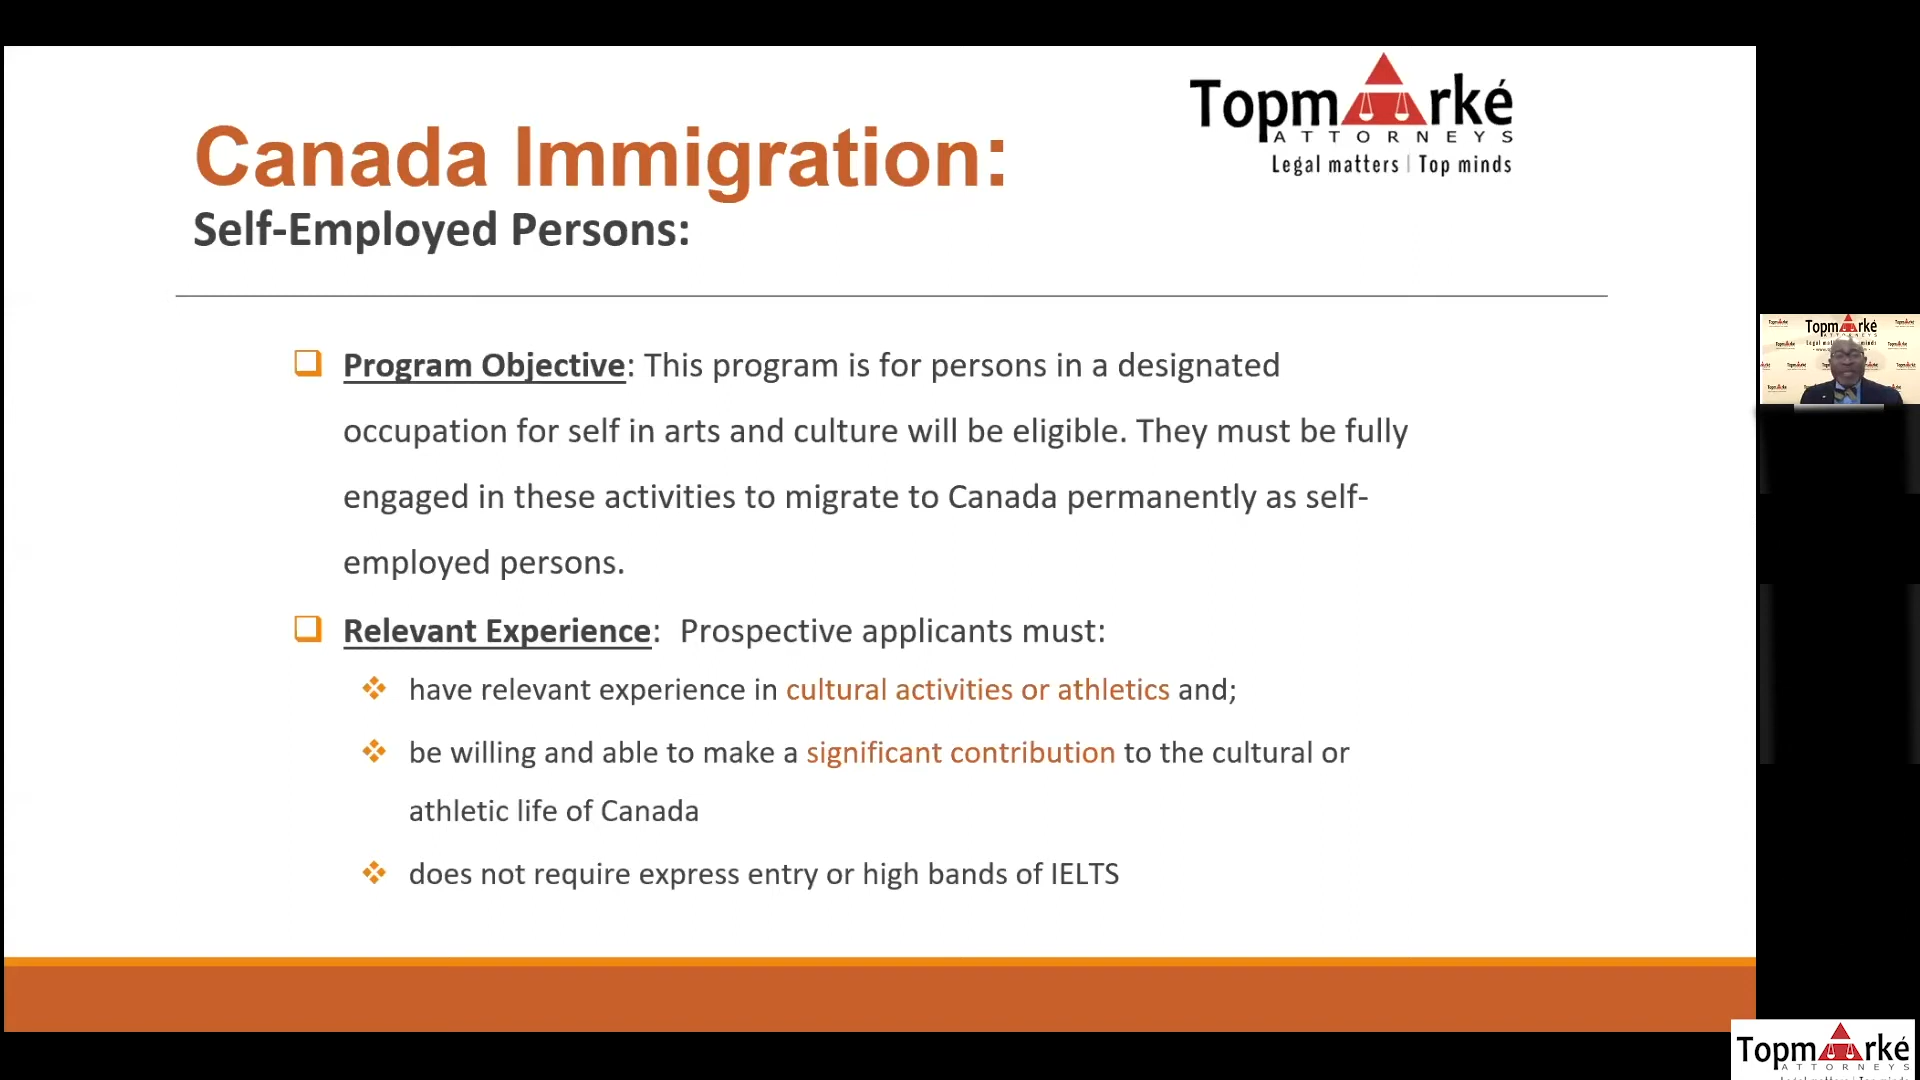 Topmarké
ATTORNEYS
Legal matters | Top minds
Canada Immigration:
Self-Employed Persons:
Program Objective: This program is for persons in a designated
occupation for self in arts and culture will be eligible. They must be fully
engaged in these activities to migrate to Canada permanently as self-
employed persons.
Relevant Experience: Prospective applicants must:
have relevant experience in cultural activities or athletics and;
be willing and able to make a significant contribution to the cultural or
athletic life of Canada
does not require express entry or high bands of IELTS
Topmarké
Topmarké
ATTORNEYS